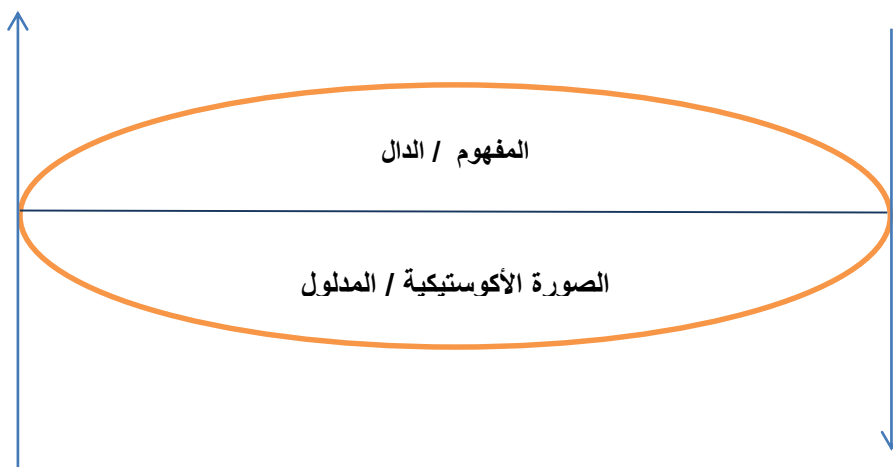 المفهوم / الدال
الصورة الأكوستيكية / المدلول